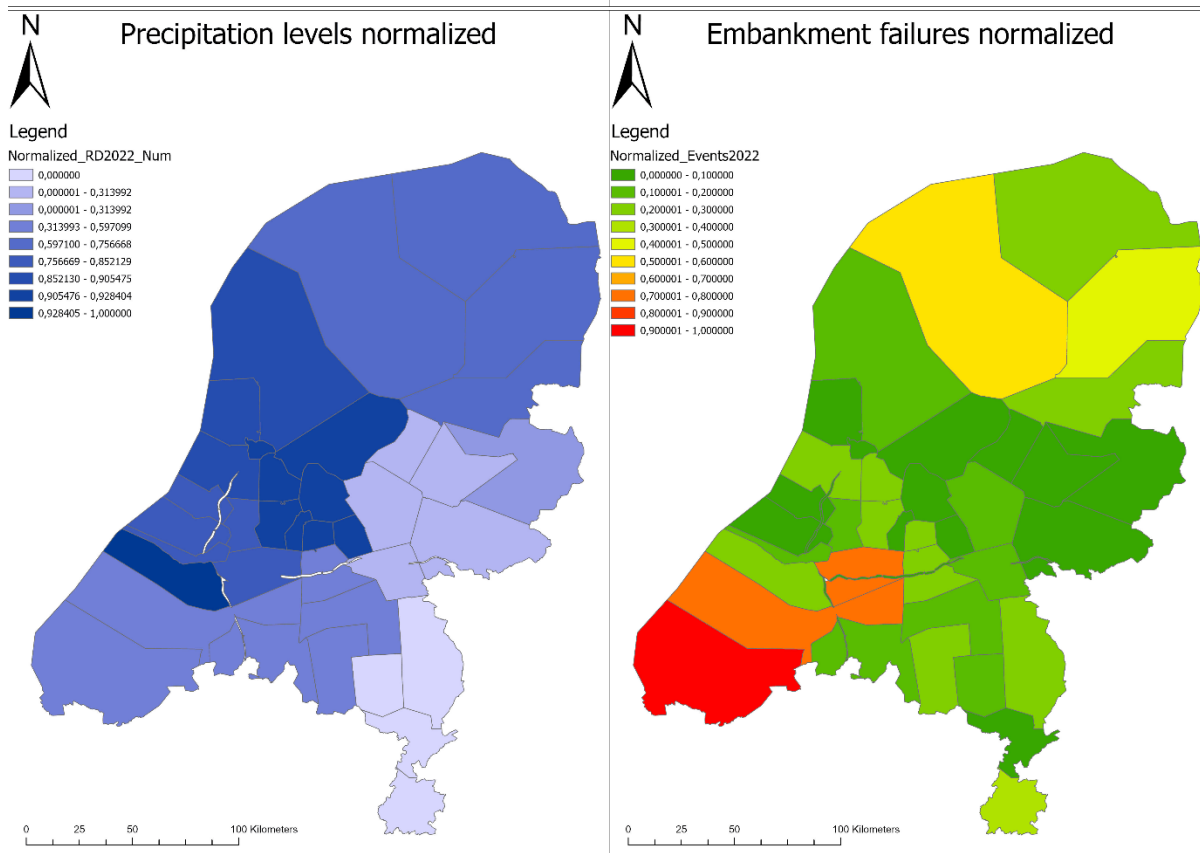 N
Precipitation levels normalized
Legend
Normalized_RD2022_Num
0,000000
0,000001 - 0,313992
0,000001 - 0,313992
0,313993 - 0,597099
0,597100 - 0,756668
0,756669 - 0,852129
0,852130 - 0,905475
0,905476 - 0,928404
0,928405 - 1,000000
0 25 50 100 Kilometers
N
Embankment failures normalized
Legend
Normalized_Events2022
0,000000 - 0,100000
0,100001 - 0,200000
0,200001 - 0,300000
0,300001 - 0,400000
0,400001 - 0,500000
0,500001 - 0,600000
0,600001 - 0,700000
0,700001 - 0,800000
0,800001 - 0,900000
0,900001 - 1,000000
0 25 50 100 Kilometers